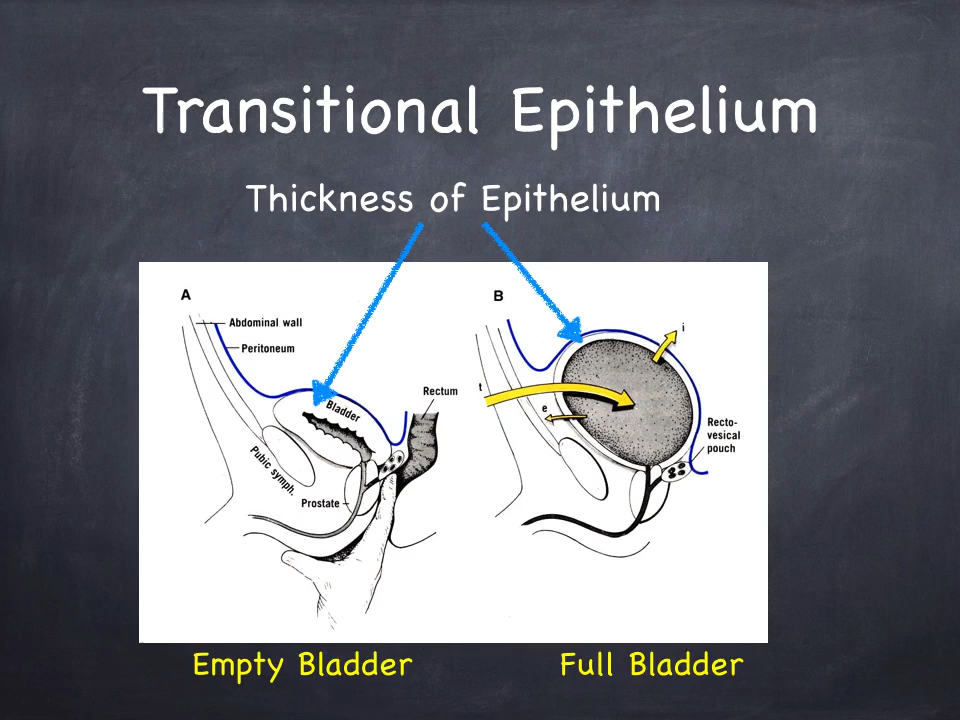 Transitional Epithelium
Thickness of Epithelium
A
Abdominal wall
Peritoneum
Bladder
Rectum
Pubic symph.
Prostate
B
i
t
e
Recto-
vesical
pouch
Empty Bladder
Full Bladder